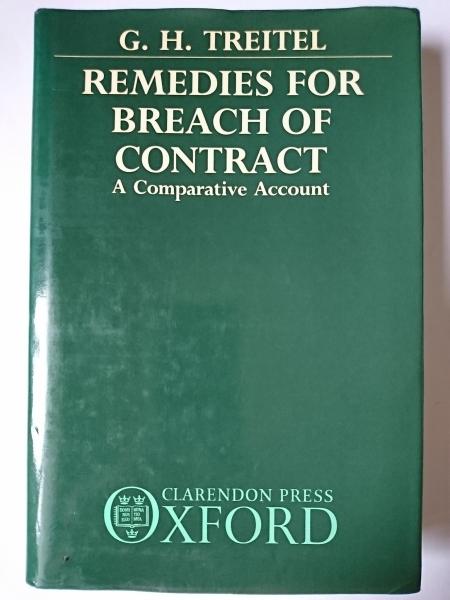 G. H. TREITEL
REMEDIES FOR
BREACH OF
CONTRACT
A Comparative Account
CLARENDON PRESS
OXFORD